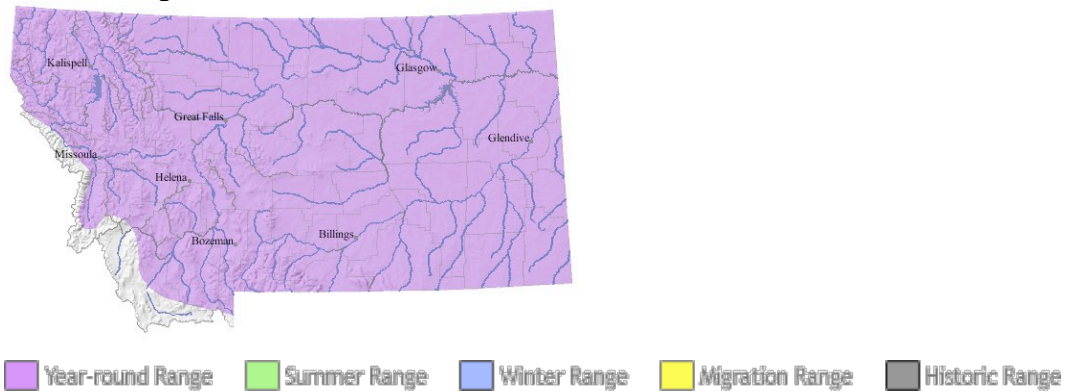 Kalispell
Glasgow
Great Falls
Glendive
Missoula
Helena
Bozeman
Billings
Year-round Range Summer Range Winter Range Migration Range Historic Range